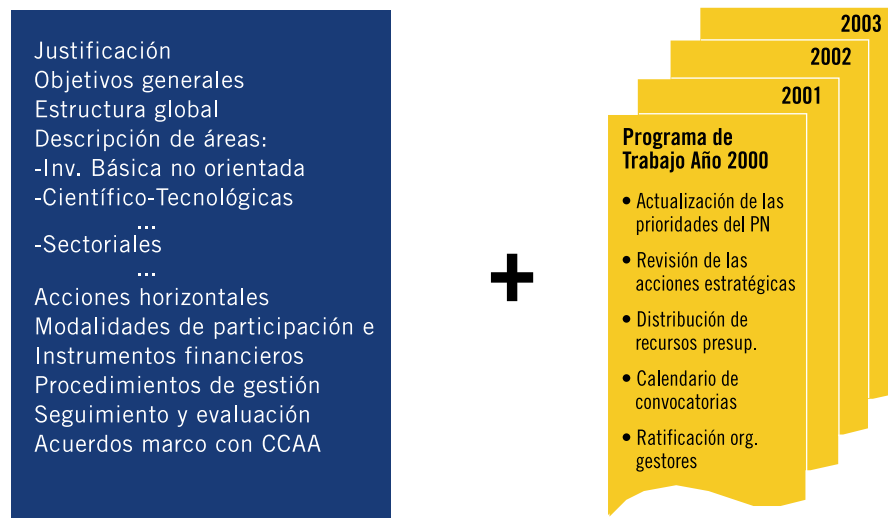 Justificación
Objetivos generales
Estructura global
Descripción de áreas:
-Inv. Básica no orientada
-Científico-Tecnológicas
...
-Sectoriales
...
Acciones horizontales
Modalidades de participación e
Instrumentos financieros
Procedimientos de gestión
Seguimiento y evaluación
Acuerdos marco con CCAA
+
2003
2002
2001
Programa de
Trabajo Año 2000
• Actualización de las
prioridades del PN
• Revisión de las
acciones estratégicas
• Distribución de
recursos presup.
• Calendario de
convocatorias
• Ratificación org.
gestores